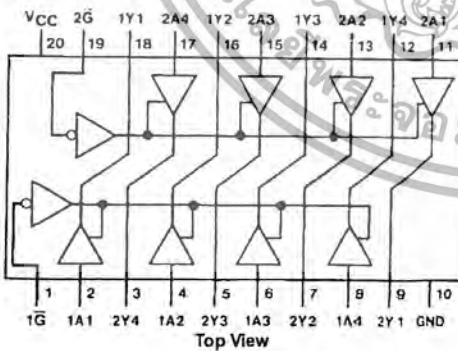 VCC 2G̅ 1Y1 2A4 1Y2 2A3 1Y3 2A2 1Y4 2A1
20 19 18 17 16 15 14 13 12 11
1 2 3 4 5 6 7 8 9 10
1G̅ 1A1 2Y4 1A2 2Y3 1A3 2Y2 1A4 2Y1 GND
Top View